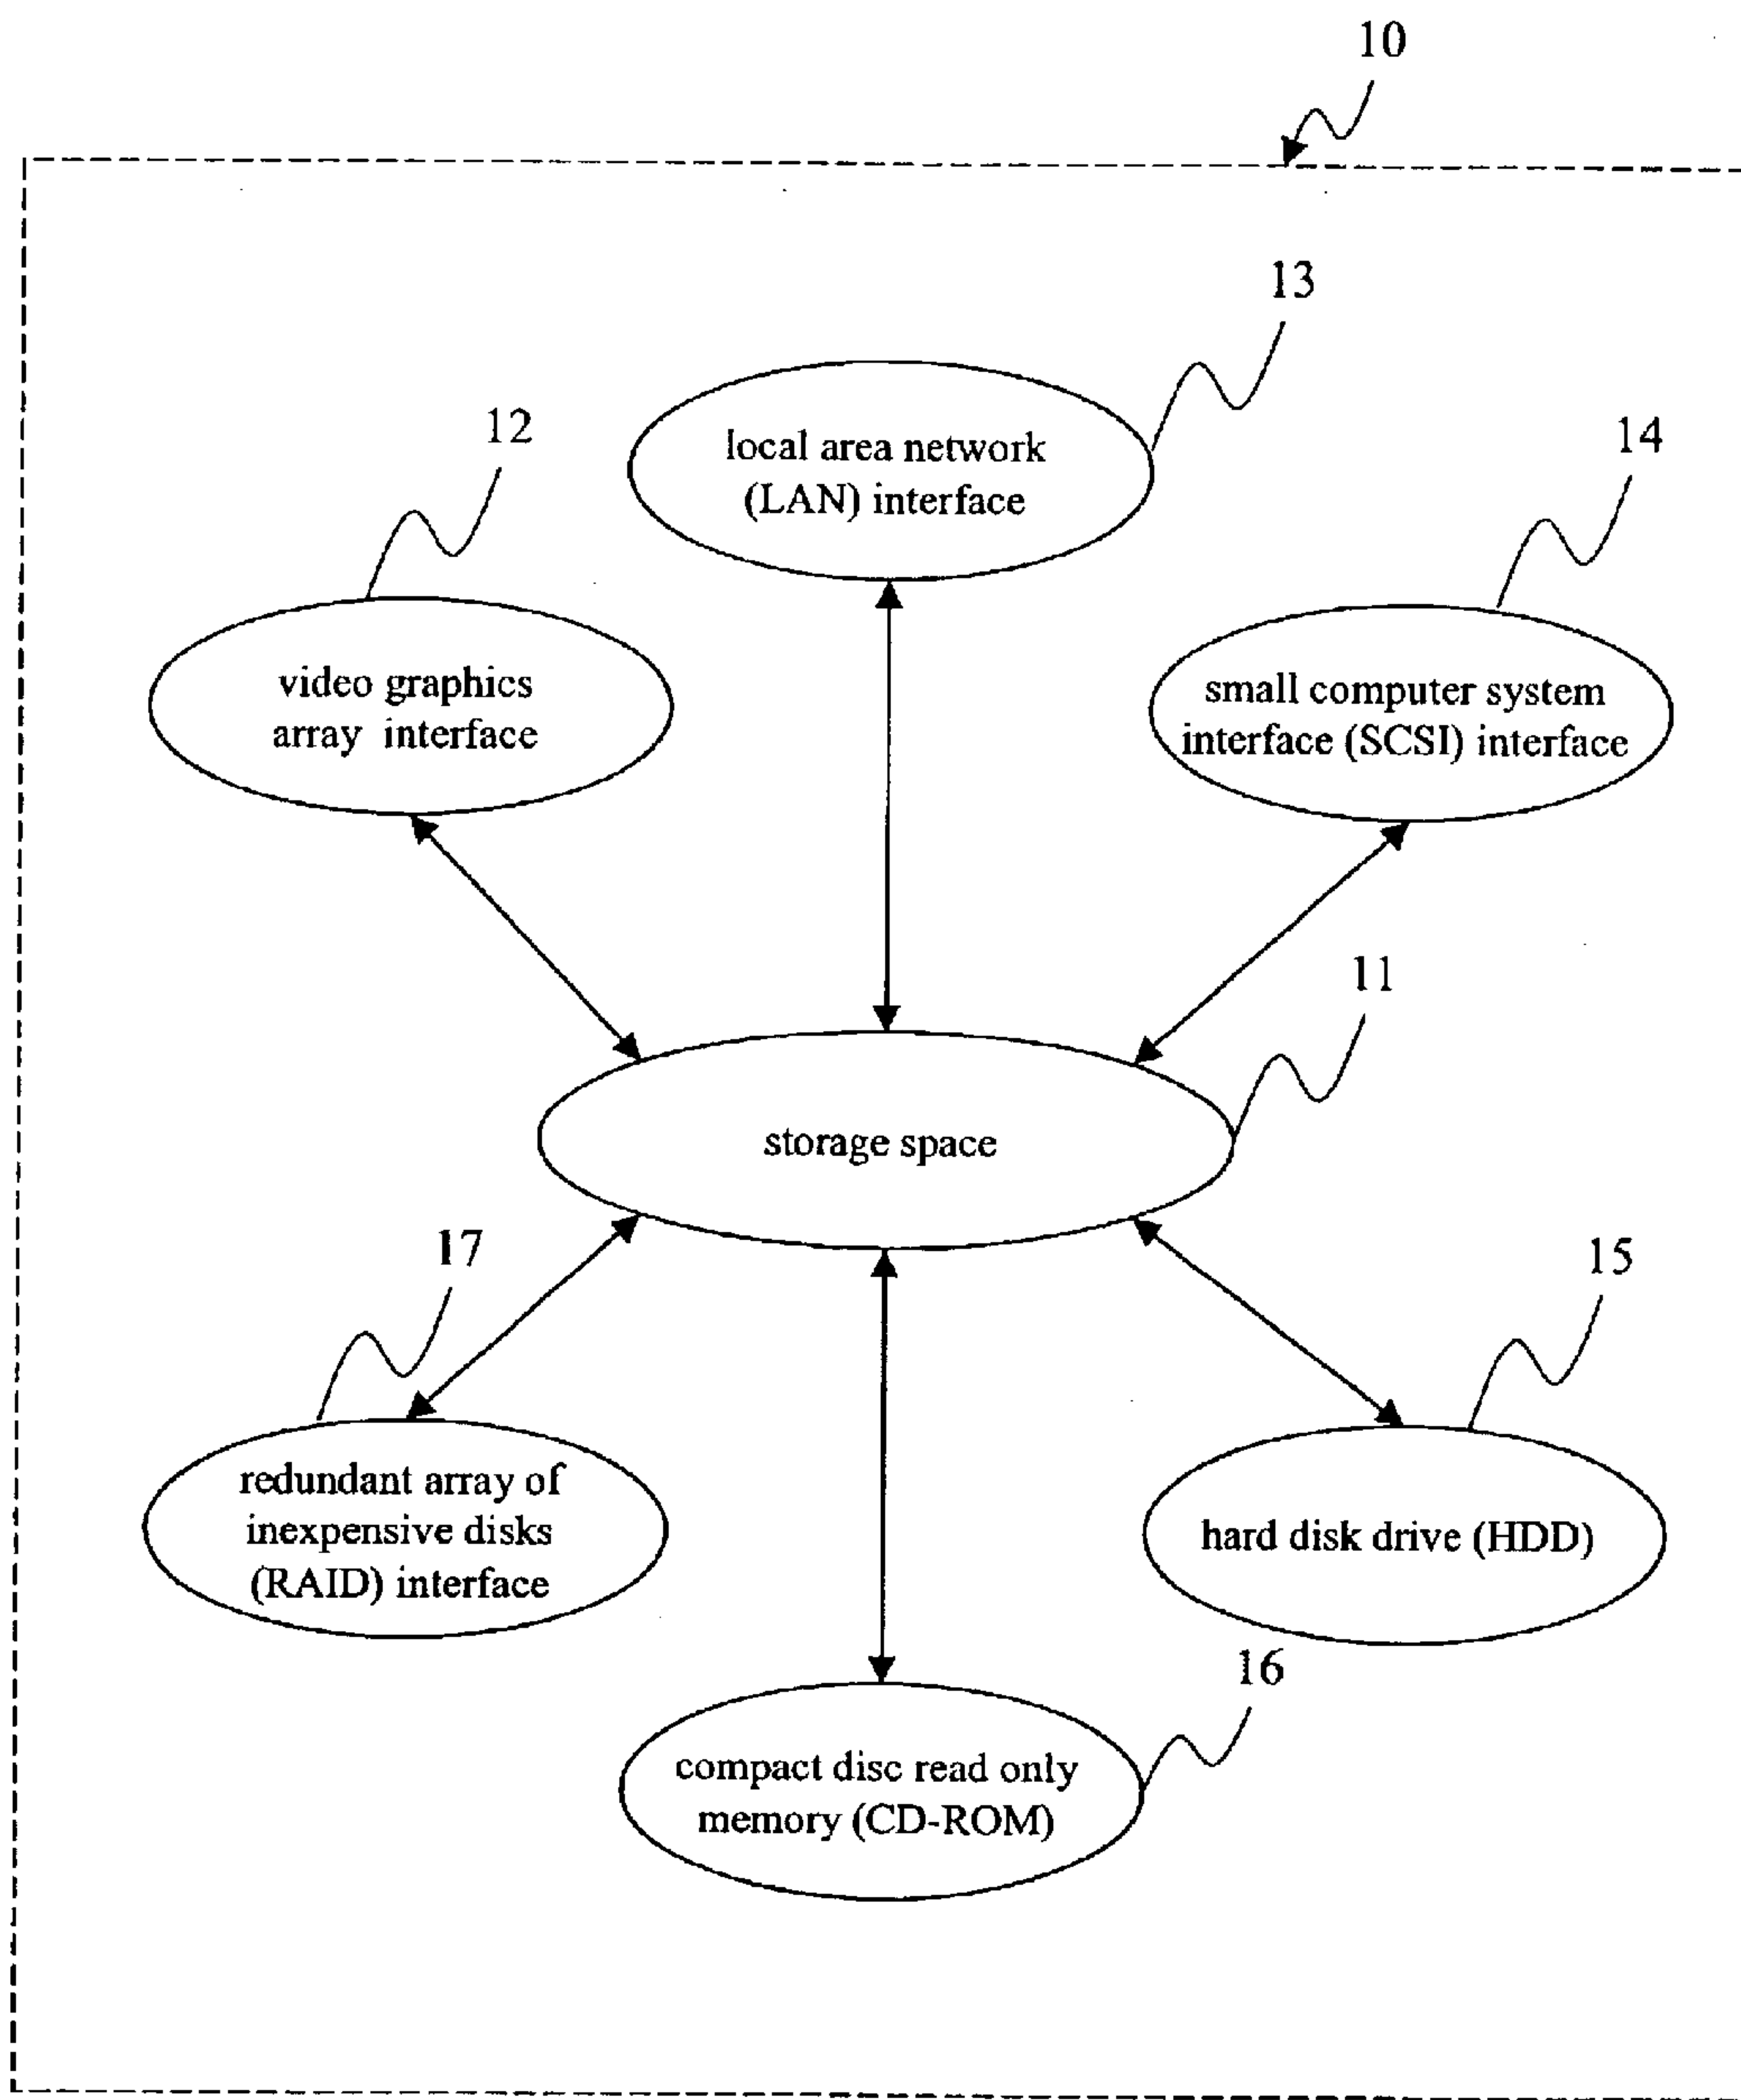 10
13
local area network
(LAN) interface
12
14
video graphics
array interface
small computer system
interface (SCSI) interface
11
storage space
17
15
redundant array of
inexpensive disks
(RAID) interface
hard disk drive (HDD)
16
compact disc read only
memory (CD-ROM)